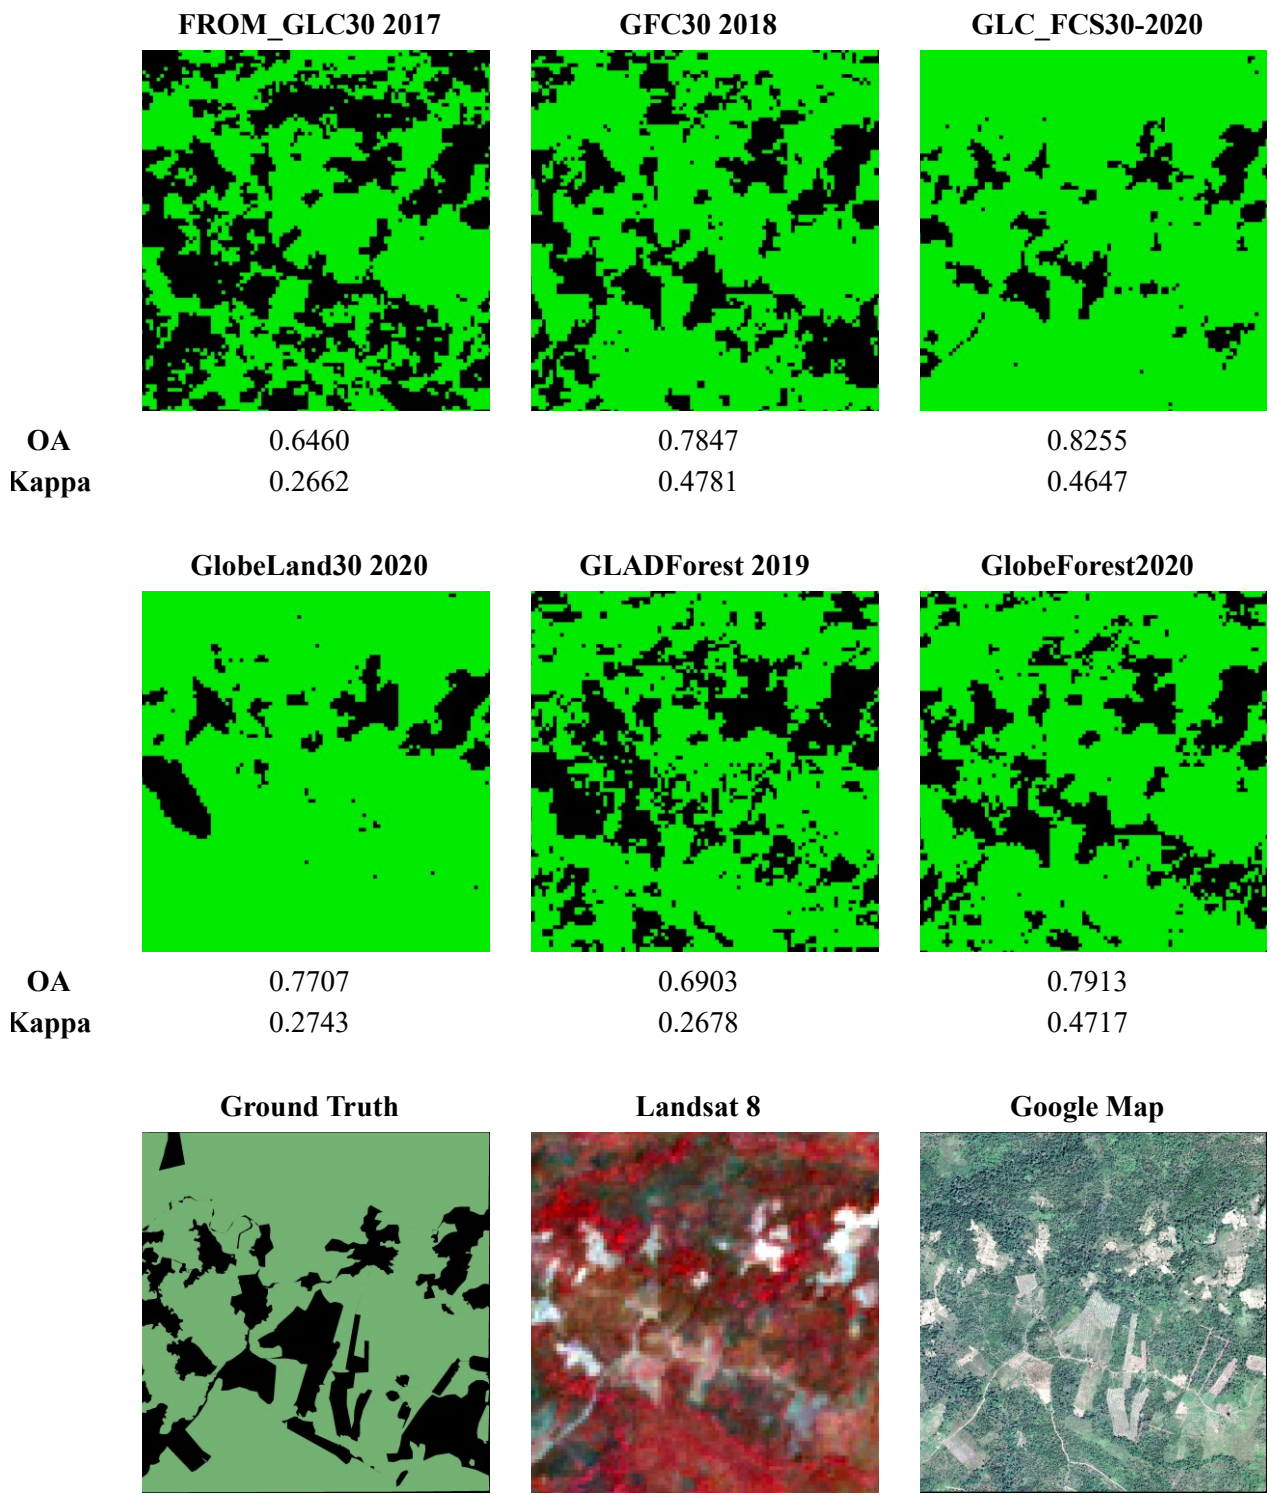 FROM_GLC30 2017 GFC30 2018 GLC_FCS30-2020
OA 0.6460 0.7847 0.8255
Kappa 0.2662 0.4781 0.4647
GlobeLand30 2020 GLADForest 2019 GlobeForest2020
OA 0.7707 0.6903 0.7913
Kappa 0.2743 0.2678 0.4717
Ground Truth Landsat 8 Google Map